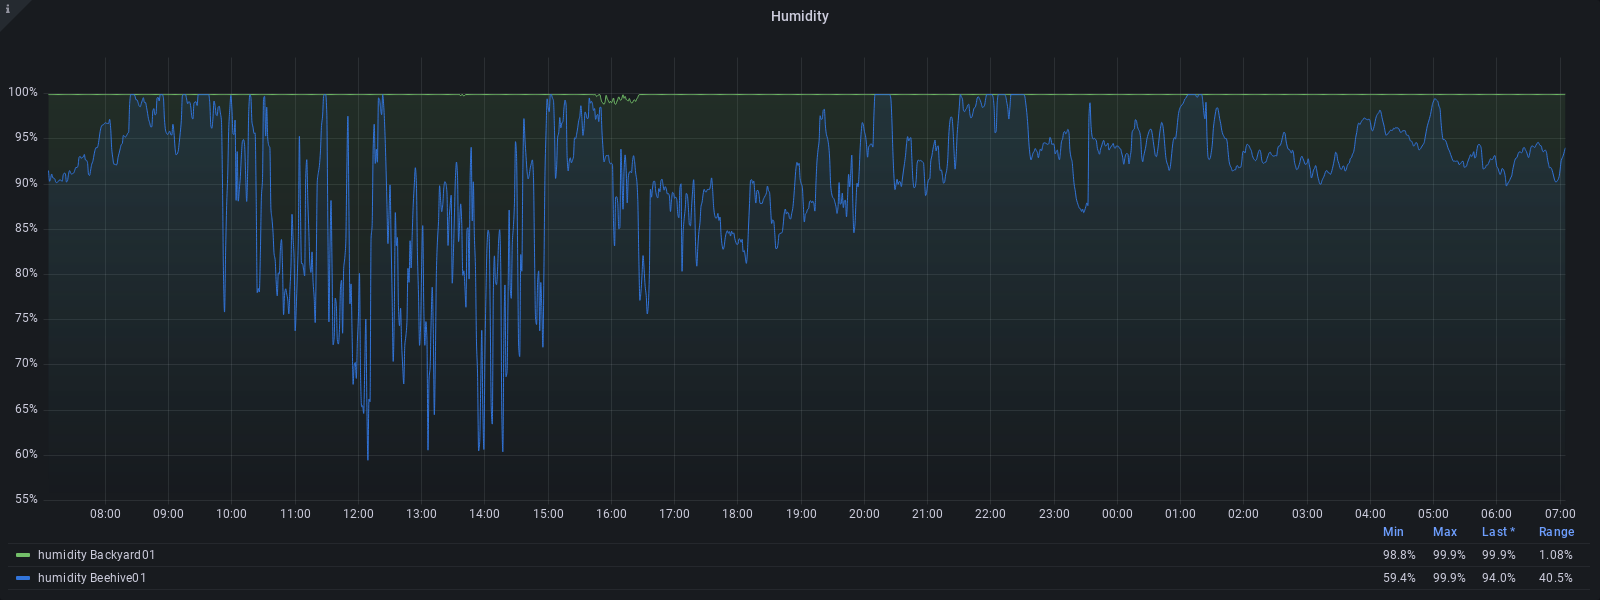 i
Humidity
100%
95%
90%
85%
80%
75%
70%
65%
60%
55%
08:00 09:00 10:00 11:00 12:00 13:00 14:00 15:00 16:00 17:00 18:00 19:00 20:00 21:00 22:00 23:00 00:00 01:00 02:00 03:00 04:00 05:00 06:00 07:00
Min Max Last * Range
humidity Backyard01 98.8% 99.9% 99.9% 1.08%
humidity Beehive01 59.4% 99.9% 94.0% 40.5%